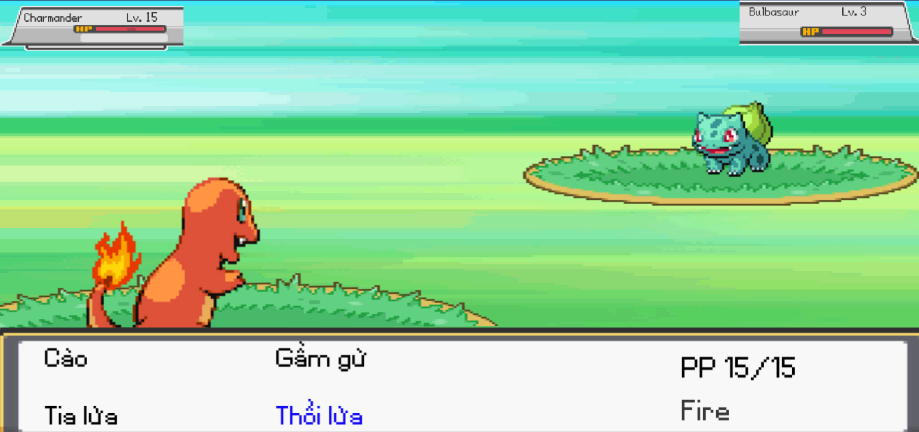 Charmander Lv. 15
HP
Bulbasaur Lv. 3
HP
Cào Gầm gừ
PP 15/15
Tia lửa Thổi lửa
Fire